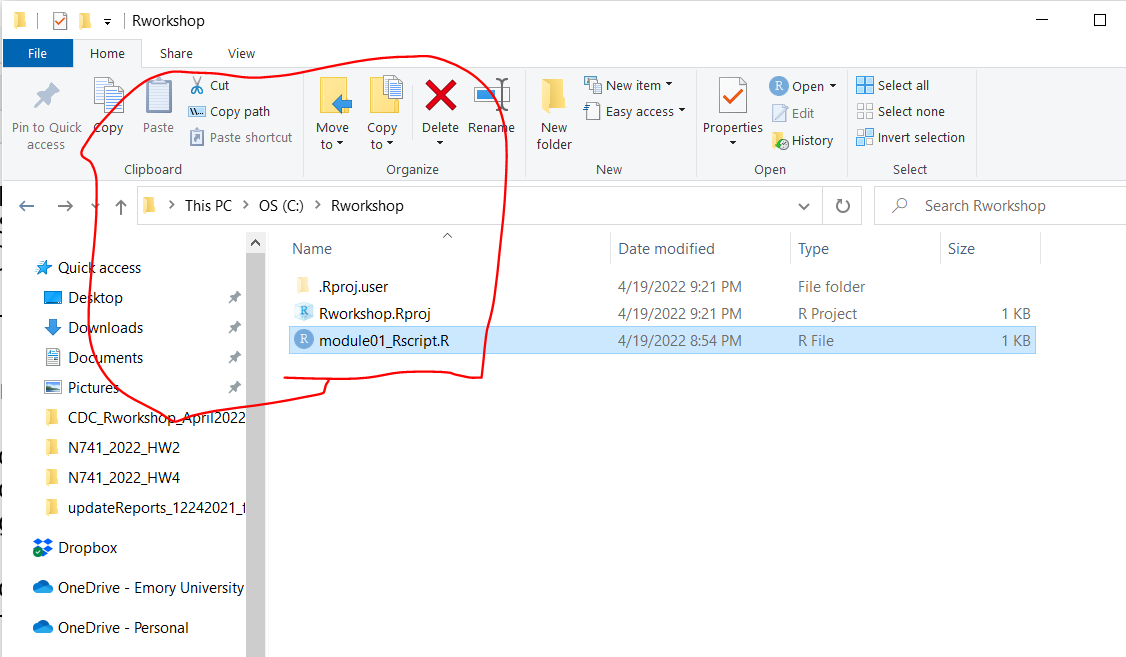 Rworkshop
File Home Share View
Pin to Quick access
Copy
Paste
Cut
Copy path
Paste shortcut
Clipboard
Move to
Copy to
Delete
Rename
Organize
New folder
New item
Easy access
New
Properties
Open
Edit
History
Open
Select all
Select none
Invert selection
Select
This PC > OS (C:) > Rworkshop
Search Rworkshop
Quick access
Desktop
Downloads
Documents
Pictures
CDC_Rworkshop_April2022
N741_2022_HW2
N741_2022_HW4
updateReports_12242021_f
Dropbox
OneDrive - Emory University
OneDrive - Personal
Name Date modified Type Size
.Rproj.user 4/19/2022 9:21 PM File folder
Rworkshop.Rproj 4/19/2022 9:21 PM R Project 1 KB
module01_Rscript.R 4/19/2022 8:54 PM R File 1 KB